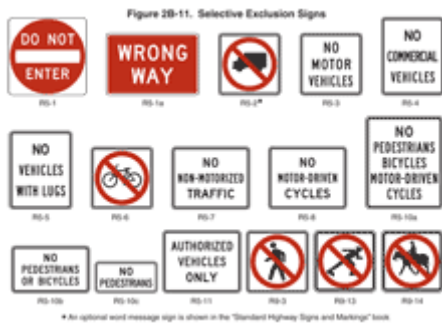 Figure 2B-11. Selective Exclusion Signs
DO NOT
ENTER
R5-1
WRONG
WAY
R5-1a
R5-2*
NO
MOTOR
VEHICLES
R5-3
NO
COMMERCIAL
VEHICLES
R5-4
NO
VEHICLES
WITH LUGS
R5-5
R5-6
NO
NON-MOTORIZED
TRAFFIC
R5-7
NO
MOTOR-DRIVEN
CYCLES
R5-8
NO
PEDESTRIANS
BICYCLES
MOTOR-DRIVEN
CYCLES
R5-10a
NO
PEDESTRIANS
OR BICYCLES
R5-10b
NO
PEDESTRIANS
R5-10c
AUTHORIZED
VEHICLES
ONLY
R5-11
R9-3
R9-13
R9-14
* An optional word message sign is shown in the "Standard Highway Signs and Markings" book